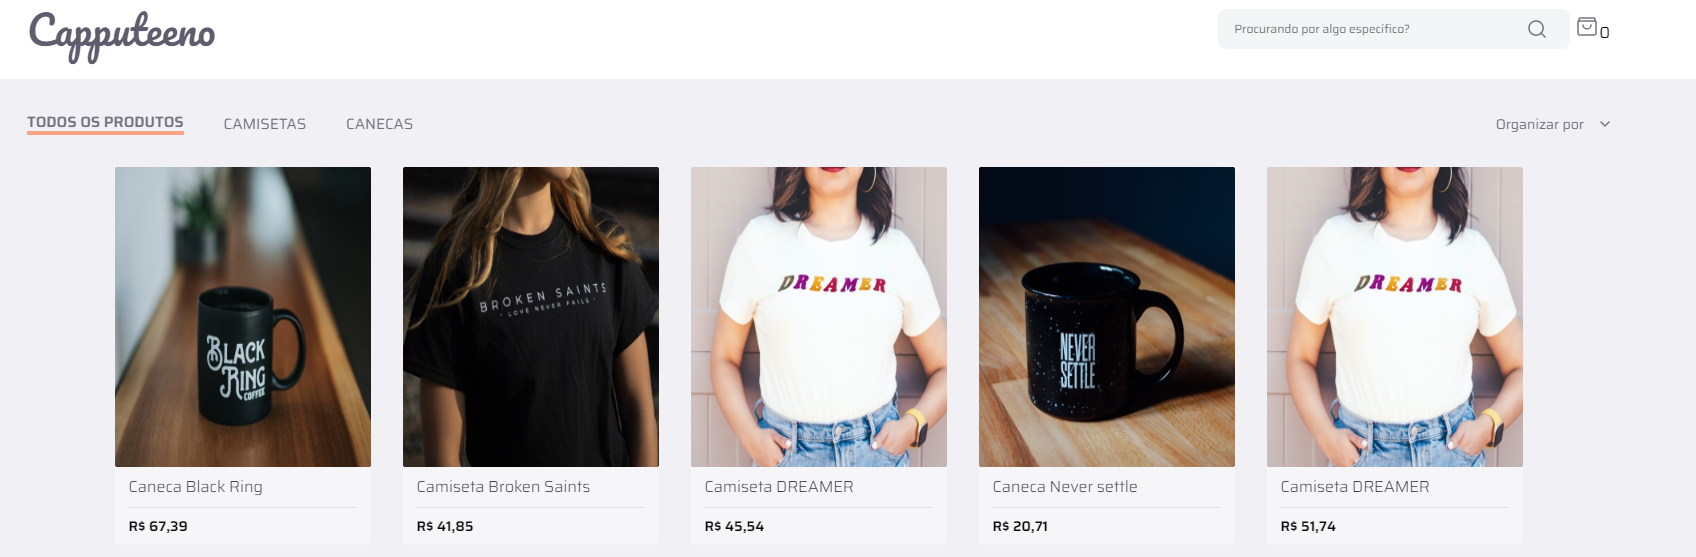 Capputeeno
Procurando por algo específico?
0
TODOS OS PRODUTOS
CAMISETAS
CANECAS
Organizar por
BLACK
RING
COFFEE
BROKEN SAINTS
· LOVE NEVER FAILS ·
DREAMER
NEVER
SETTLE
DREAMER
Caneca Black Ring
Camiseta Broken Saints
Camiseta DREAMER
Caneca Never settle
Camiseta DREAMER
R$ 67,39
R$ 41,85
R$ 45,54
R$ 20,71
R$ 51,74